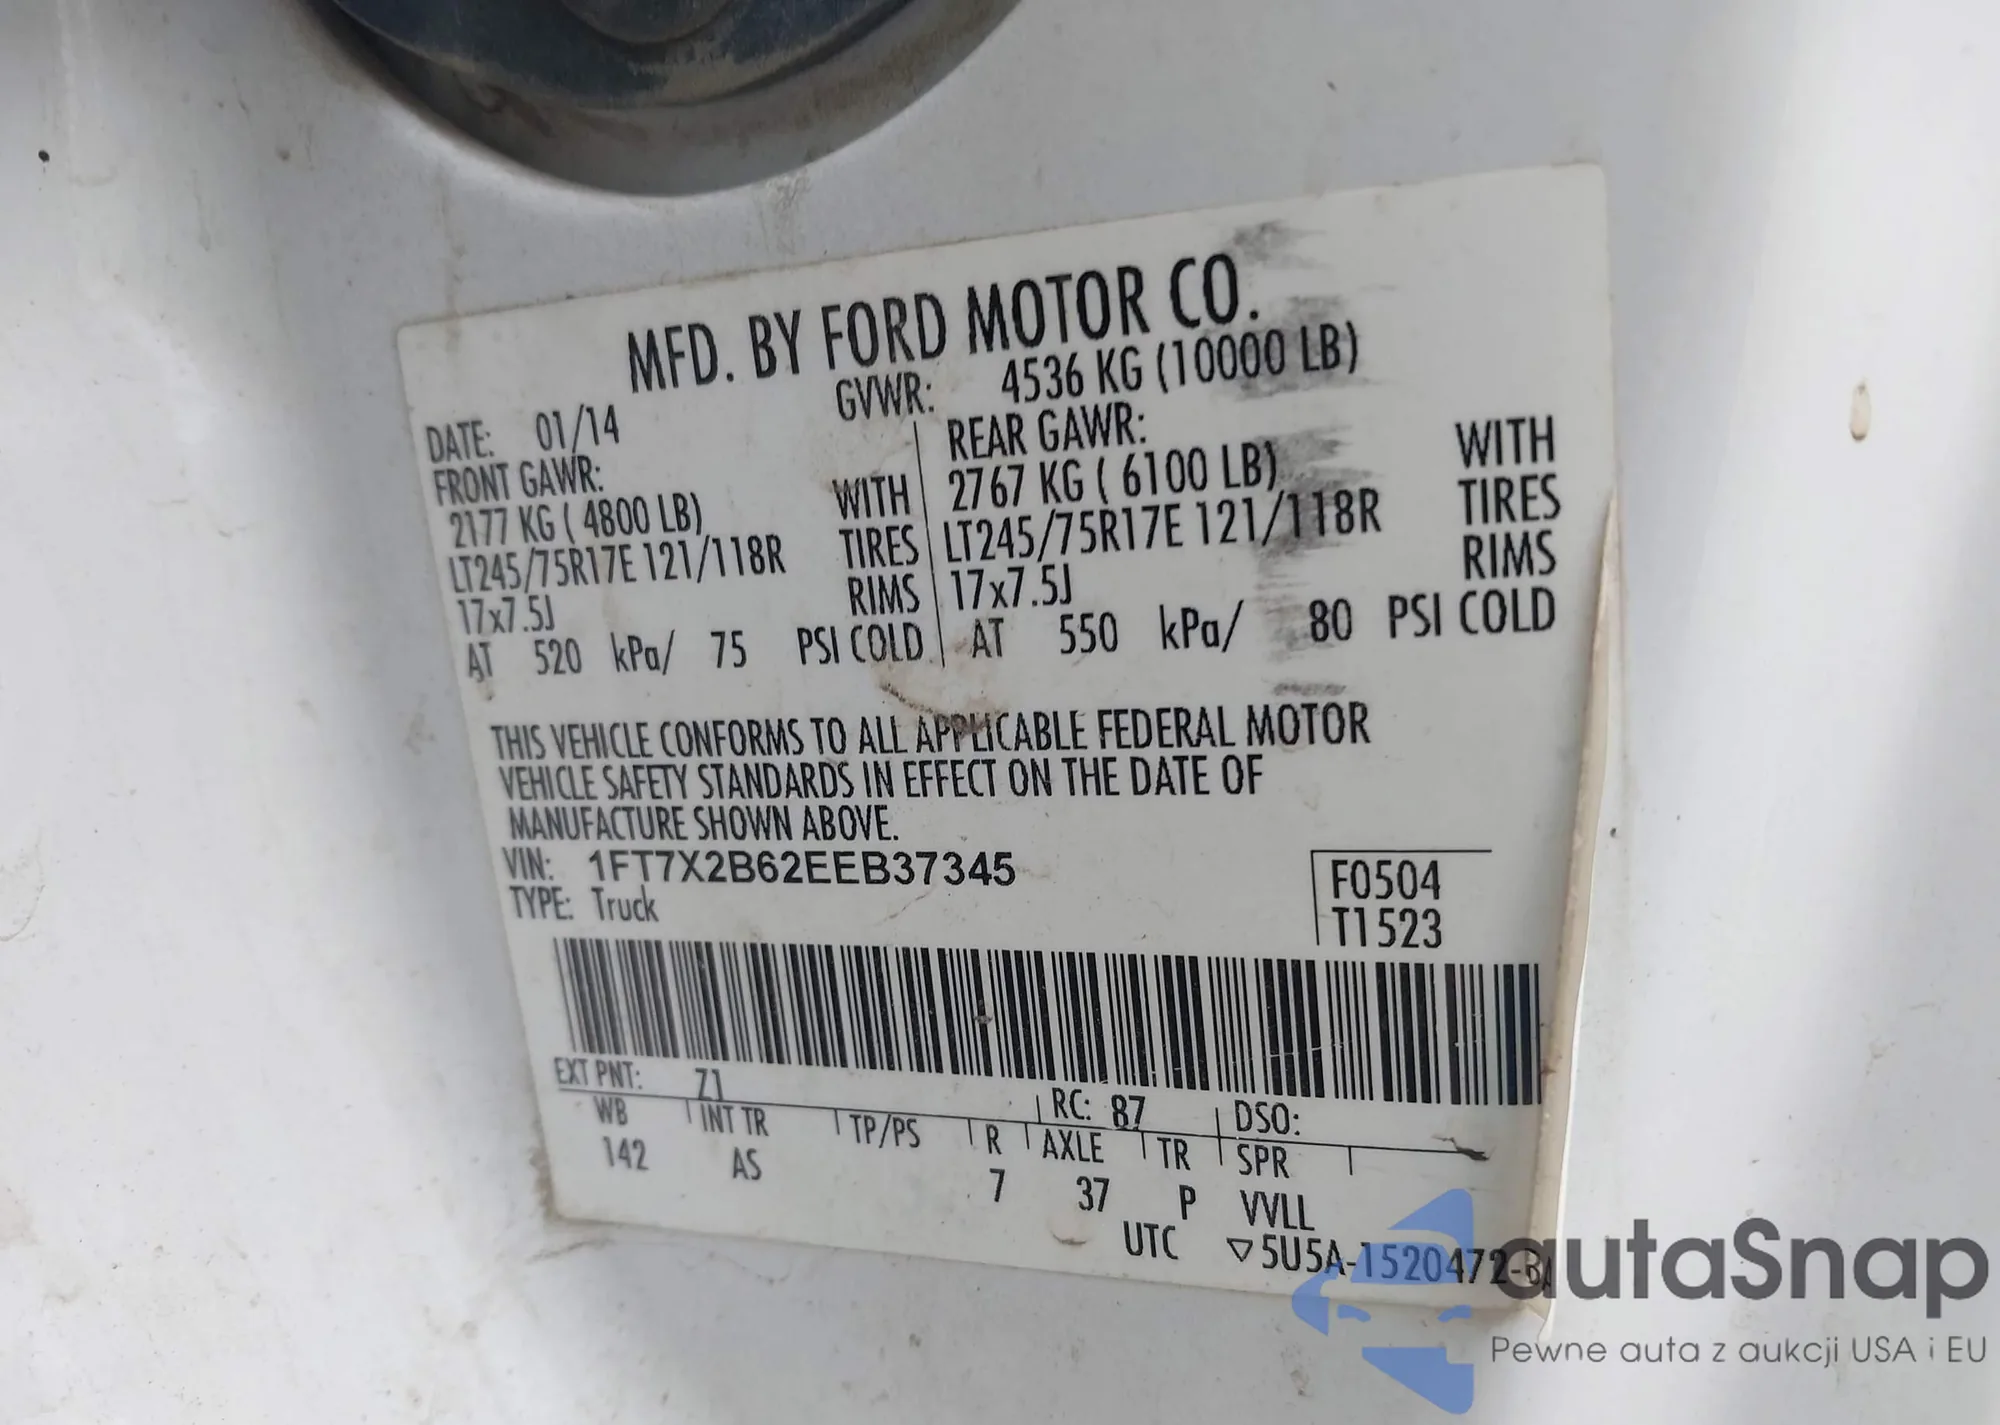 MFD. BY FORD MOTOR CO.
DATE: 01/14 GVWR: 4536 KG (10000 LB)
FRONT GAWR: REAR GAWR:
2177 KG ( 4800 LB) WITH 2767 KG ( 6100 LB) WITH
LT245/75R17E 121/118R TIRES LT245/75R17E 121/118R TIRES
17x7.5J RIMS 17x7.5J RIMS
AT 520 kPa/ 75 PSI COLD AT 550 kPa/ 80 PSI COLD
THIS VEHICLE CONFORMS TO ALL APPLICABLE FEDERAL MOTOR
VEHICLE SAFETY STANDARDS IN EFFECT ON THE DATE OF
MANUFACTURE SHOWN ABOVE.
VIN: 1FT7X2B62EEB37345 F0504
TYPE: Truck T1523
EXT PNT: Z1 RC: 87 DSO:
WB INT TR TP/PS R AXLE TR SPR
142 AS 7 37 P VVLL
UTC ▽5U5A-1520472-BA
autaSnap
Pewne auta z aukcji USA i EU